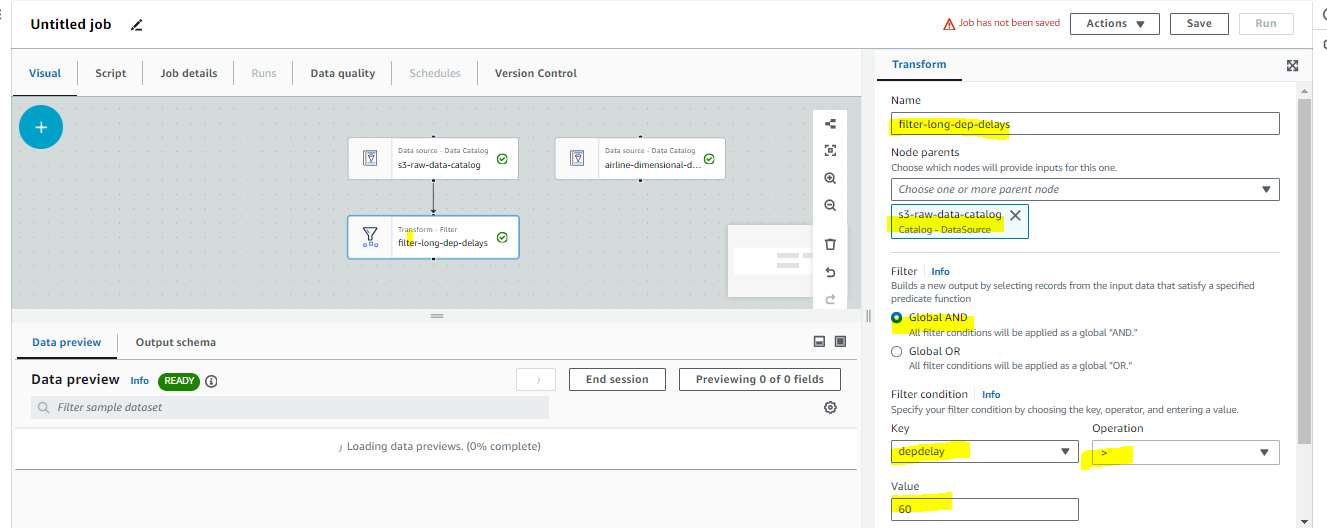 Untitled job
Job has not been saved
Actions
Save
Run
Visual
Script
Job details
Runs
Data quality
Schedules
Version Control
Data source - Data Catalog
s3-raw-data-catalog
Data source - Data Catalog
airline-dimensional-d...
Transform - Filter
filter-long-dep-delays
Data preview
Output schema
Data preview
Info
READY
End session
Previewing 0 of 0 fields
Filter sample dataset
Loading data previews. (0% complete)
Transform
Name
filter-long-dep-delays
Node parents
Choose which nodes will provide inputs for this one.
Choose one or more parent node
s3-raw-data-catalog
Catalog - DataSource
Filter
Info
Builds a new output by selecting records from the input data that satisfy a specified
predicate function
Global AND
All filter conditions will be applied as a global "AND."
Global OR
All filter conditions will be applied as a global "OR."
Filter condition
Info
Specify your filter condition by choosing the key, operator, and entering a value.
Key
Operation
depdelay
>
Value
60